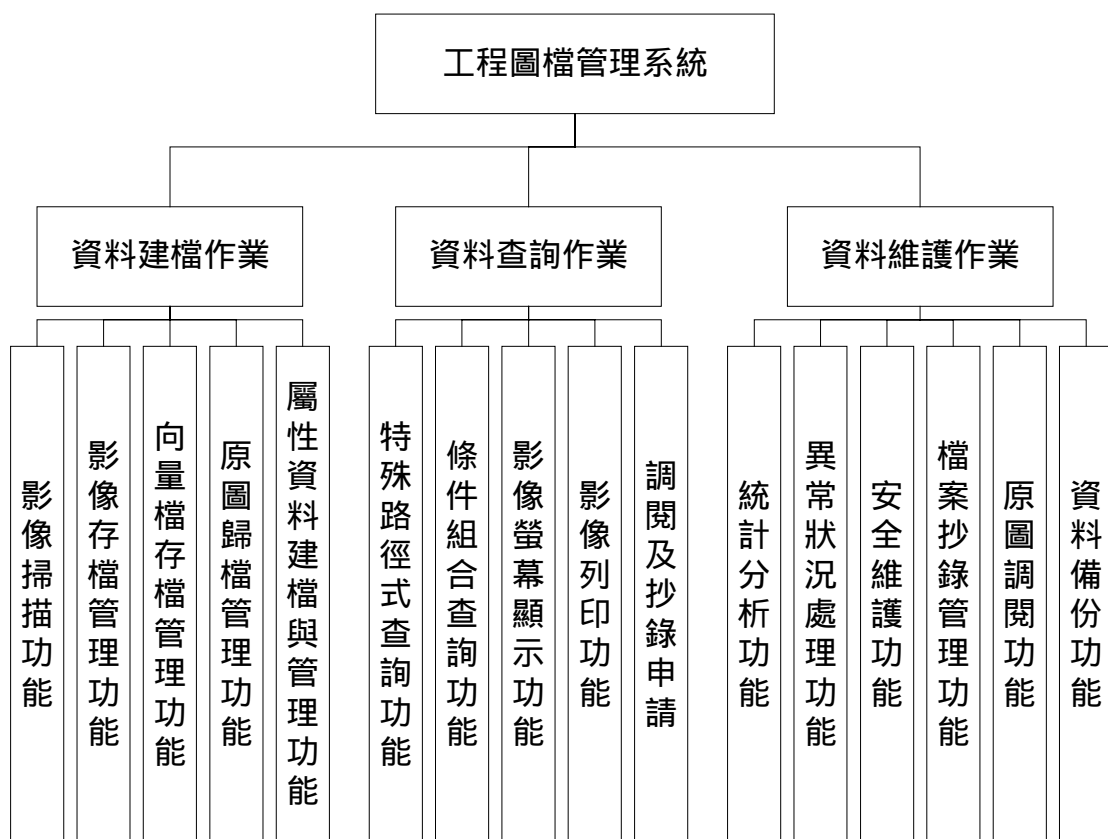 工程圖檔管理系統
資料建檔作業
資料查詢作業
資料維護作業
影像掃描功能
影像存檔管理功能
向量檔存檔管理功能
原圖歸檔管理功能
屬性資料建檔與管理功能
特殊路徑式查詢功能
條件組合查詢功能
影像螢幕顯示功能
影像列印功能
調閱及抄錄申請
統計分析功能
異常狀況處理功能
安全維護功能
檔案抄錄管理功能
原圖調閱功能
資料備份功能